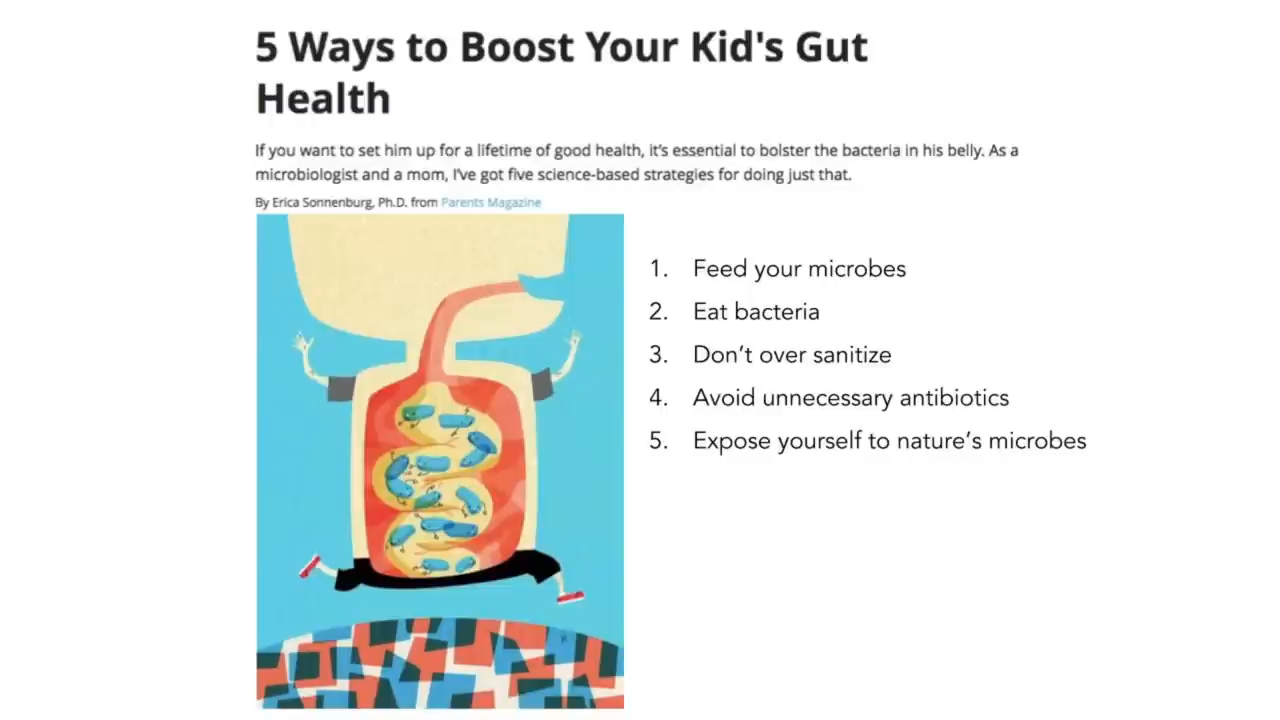 5 Ways to Boost Your Kid's Gut
Health
If you want to set him up for a lifetime of good health, it's essential to bolster the bacteria in his belly. As a
microbiologist and a mom, I've got five science-based strategies for doing just that.
By Erica Sonnenburg, Ph.D. from Parents Magazine
1. Feed your microbes
2. Eat bacteria
3. Don’t over sanitize
4. Avoid unnecessary antibiotics
5. Expose yourself to nature’s microbes